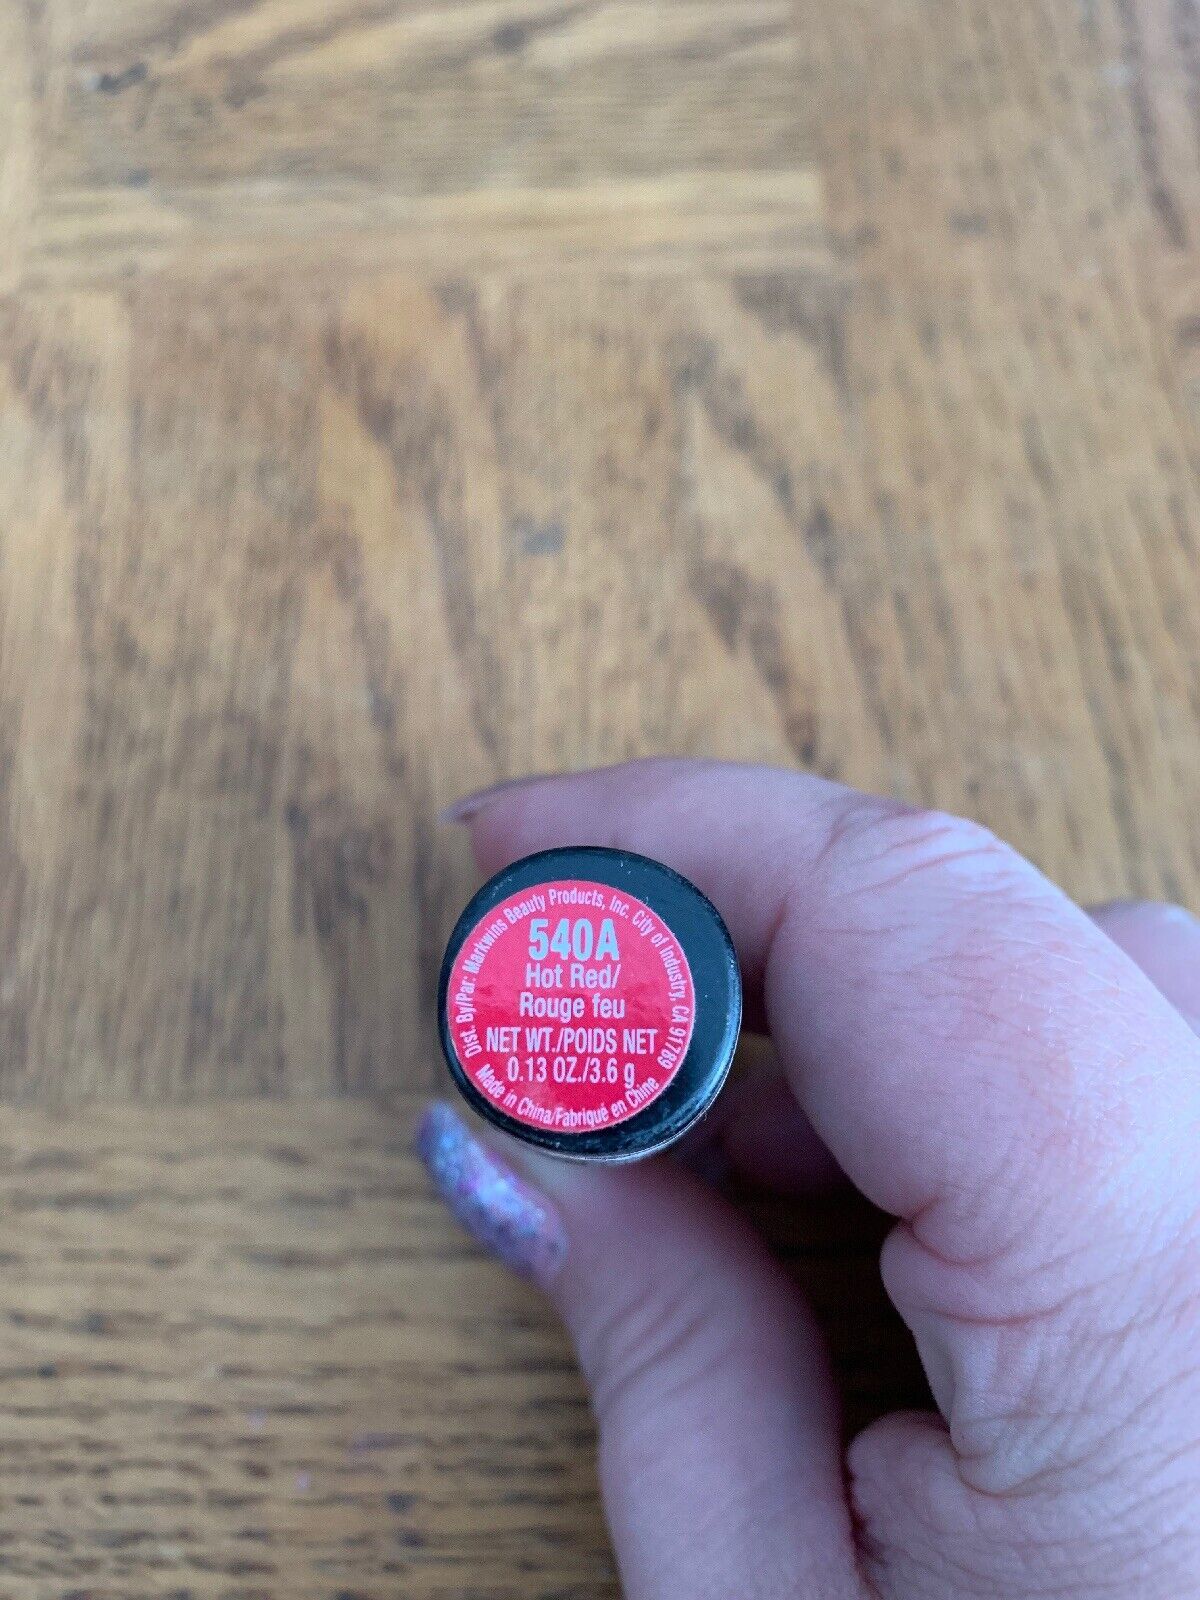 Dist. By/Par: Markwins Beauty Products, Inc. City of Industry, CA 91789
540A
Hot Red/
Rouge feu
NET WT./POIDS NET
0.13 OZ./3.6 g
Made in China/Fabriqué en Chine